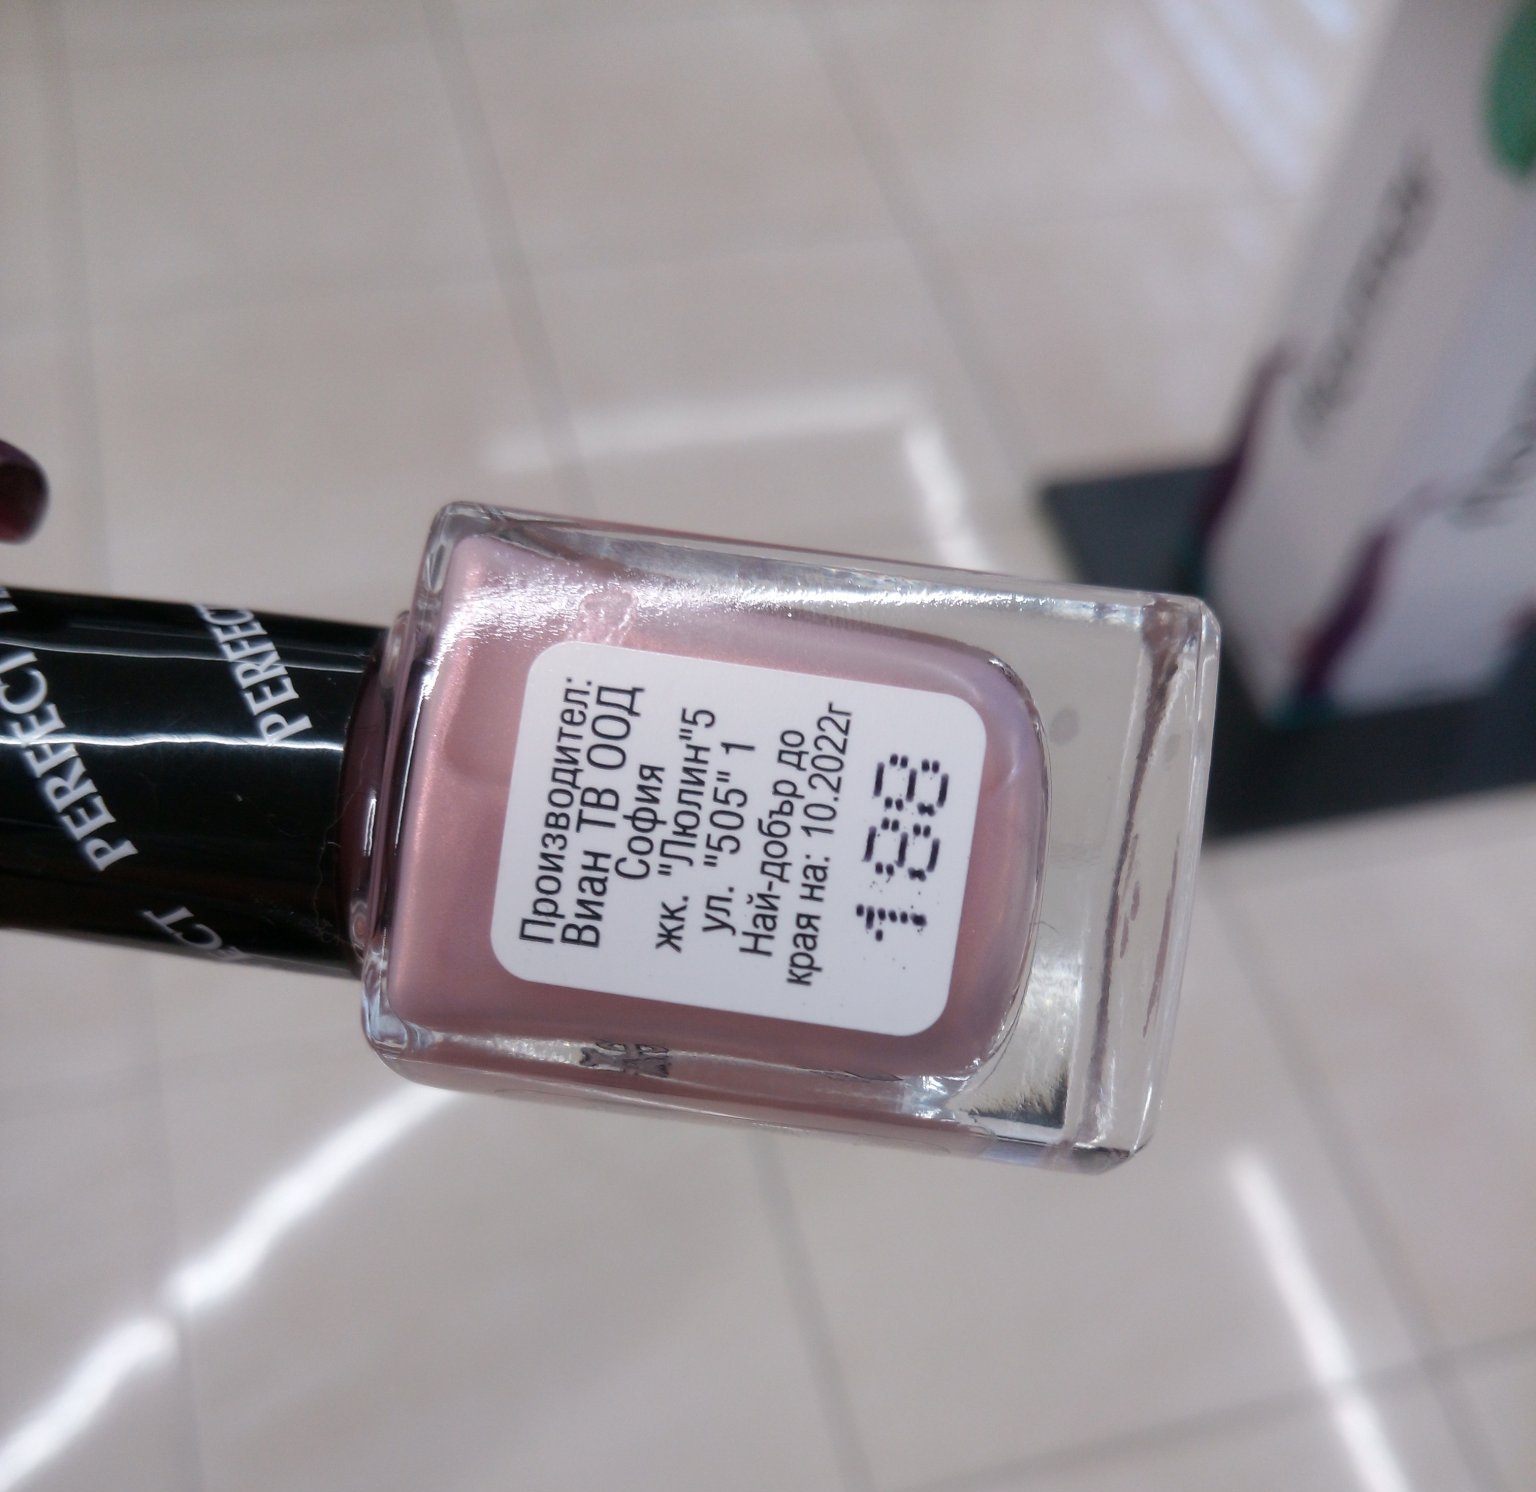 Производител:
Виан ТВ ООД
София
жк. "Люлин"5
ул. "505" 1
Най-добър до
края на: 10.2022г
188
PERFECT
PERFECT
ECT